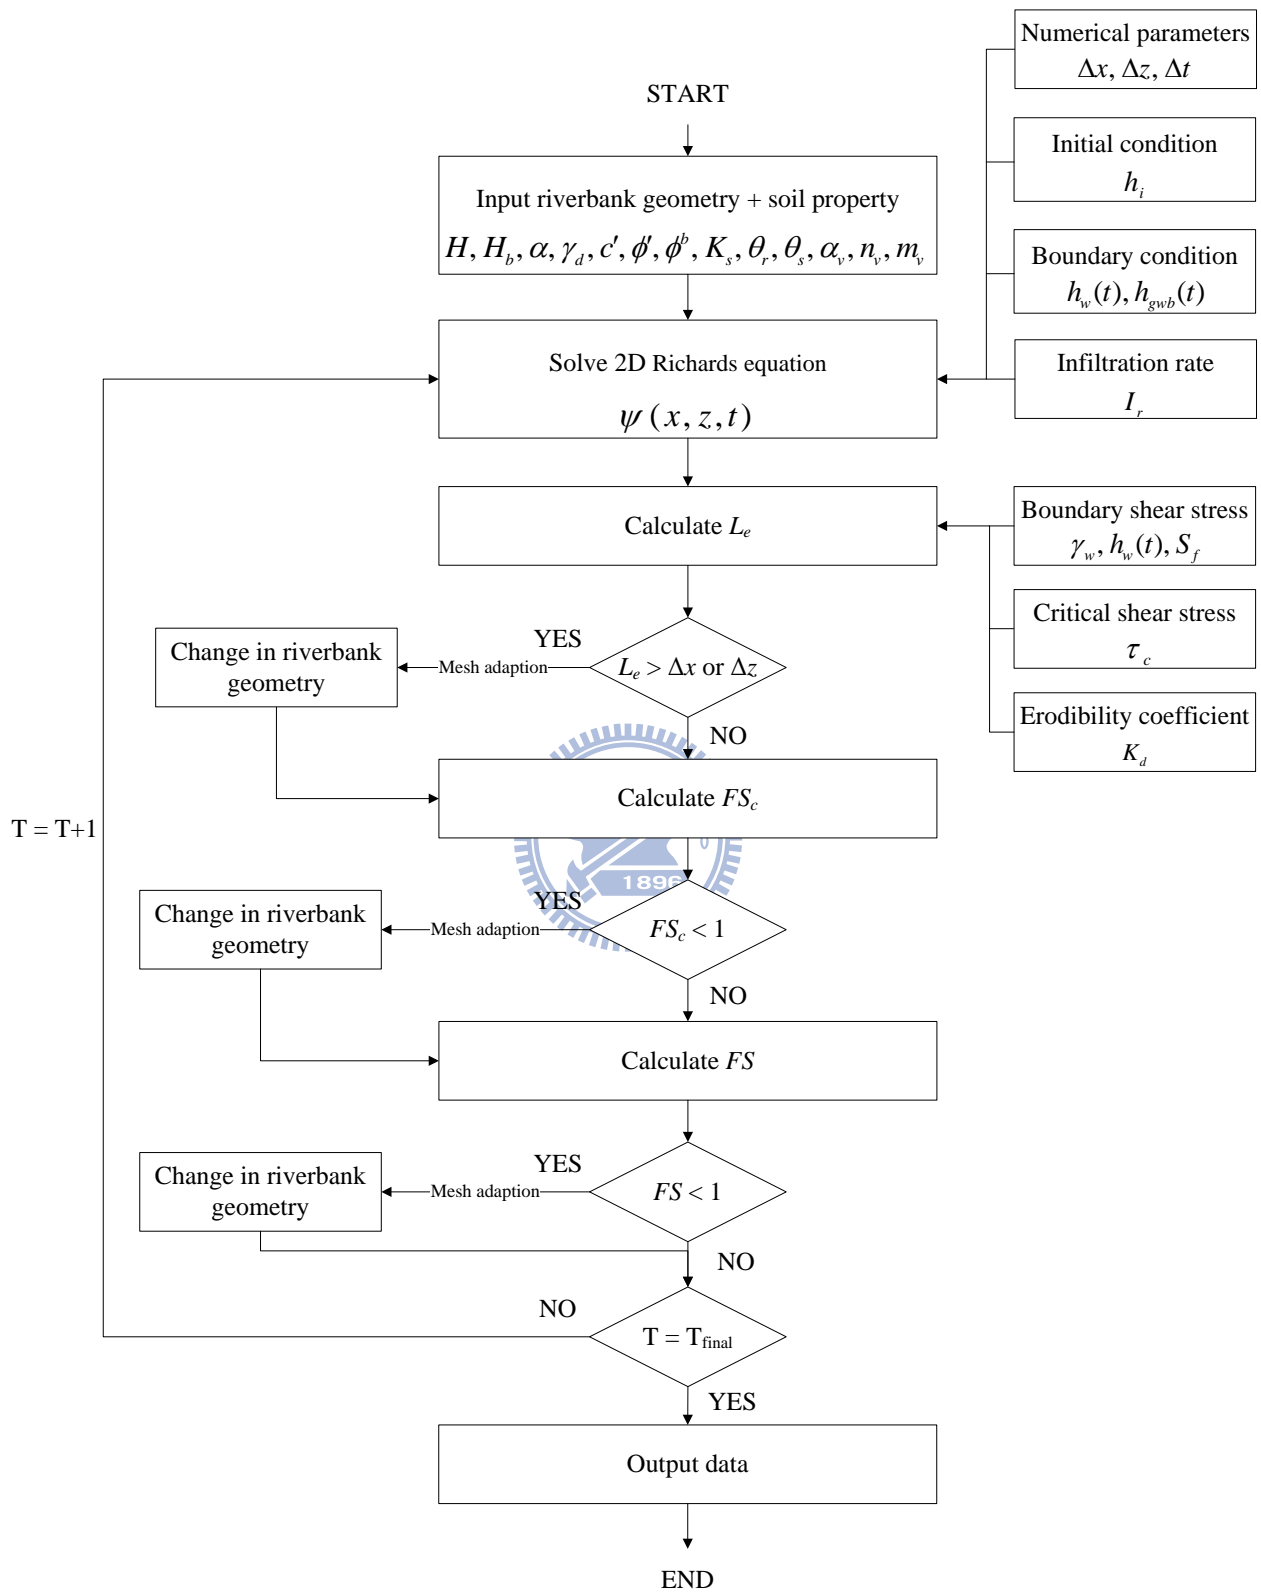 START
Input riverbank geometry + soil property
H, H_b, α, γ_d, c′, ϕ′, ϕ^b, K_s, θ_r, θ_s, α_v, n_v, m_v
Numerical parameters
Δx, Δz, Δt
Initial condition
h_i
Boundary condition
h_w(t), h_gwb(t)
Infiltration rate
I_r
Solve 2D Richards equation
ψ(x, z, t)
Calculate L_e
Boundary shear stress
γ_w, h_w(t), S_f
Critical shear stress
τ_c
Erodibility coefficient
K_d
L_e > Δx or Δz
YES
Mesh adaption
Change in riverbank
geometry
NO
Calculate FS_c
T = T+1
1896
FS_c < 1
YES
Mesh adaption
Change in riverbank
geometry
NO
Calculate FS
FS < 1
YES
Mesh adaption
Change in riverbank
geometry
NO
T = T_final
NO
YES
Output data
END